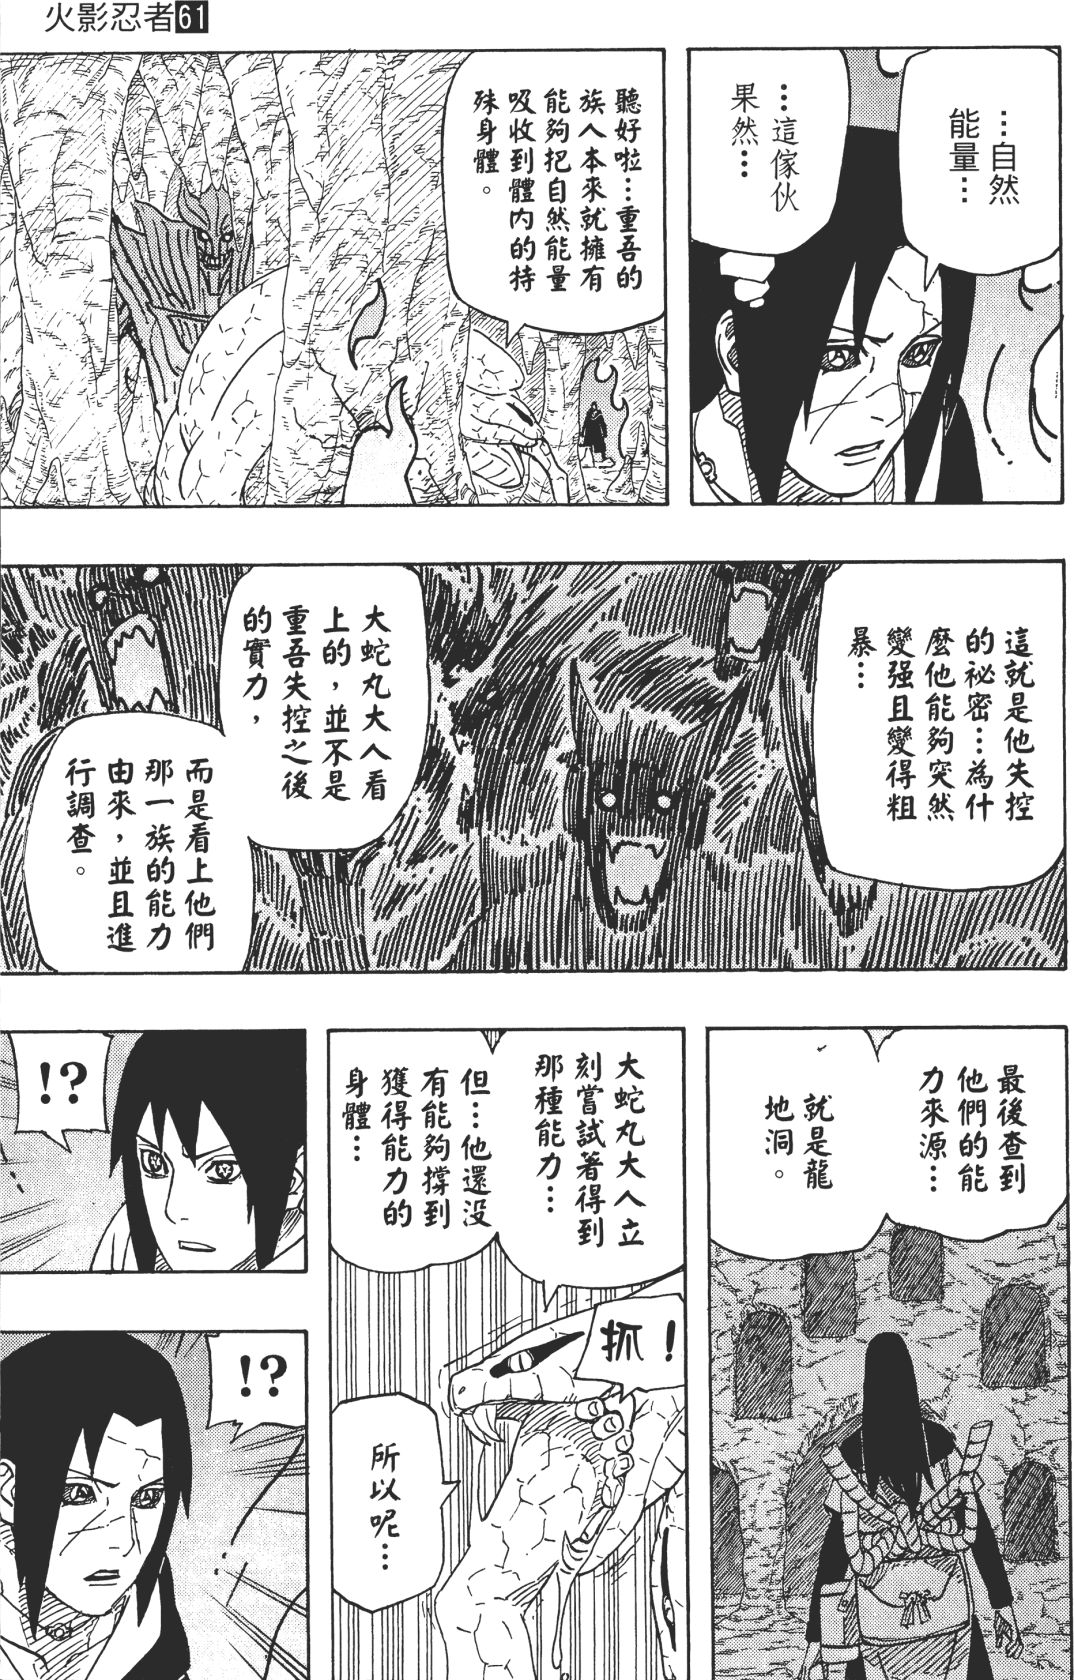 火影忍者61
…自然
能量…
…這傢伙
果然…
聽好啦…重吾的
族人本來就擁有
能夠把自然能量
吸收到體內的特
殊身體。
這就是他失控
的祕密…為什
麼他能夠突然
變强且變得粗
暴…
大蛇丸大人看
上的，並不是
重吾失控之後
的實力，
而是看上他們
那一族的能力
由來，並且進
行調查。
最後查到
他們的能
力來源…
就是龍
地洞。
大蛇丸大人立
刻嘗試著得到
那種能力…
但…他還没
有能夠撐到
獲得能力的
身體…
抓！
所以呢…
!?
!?